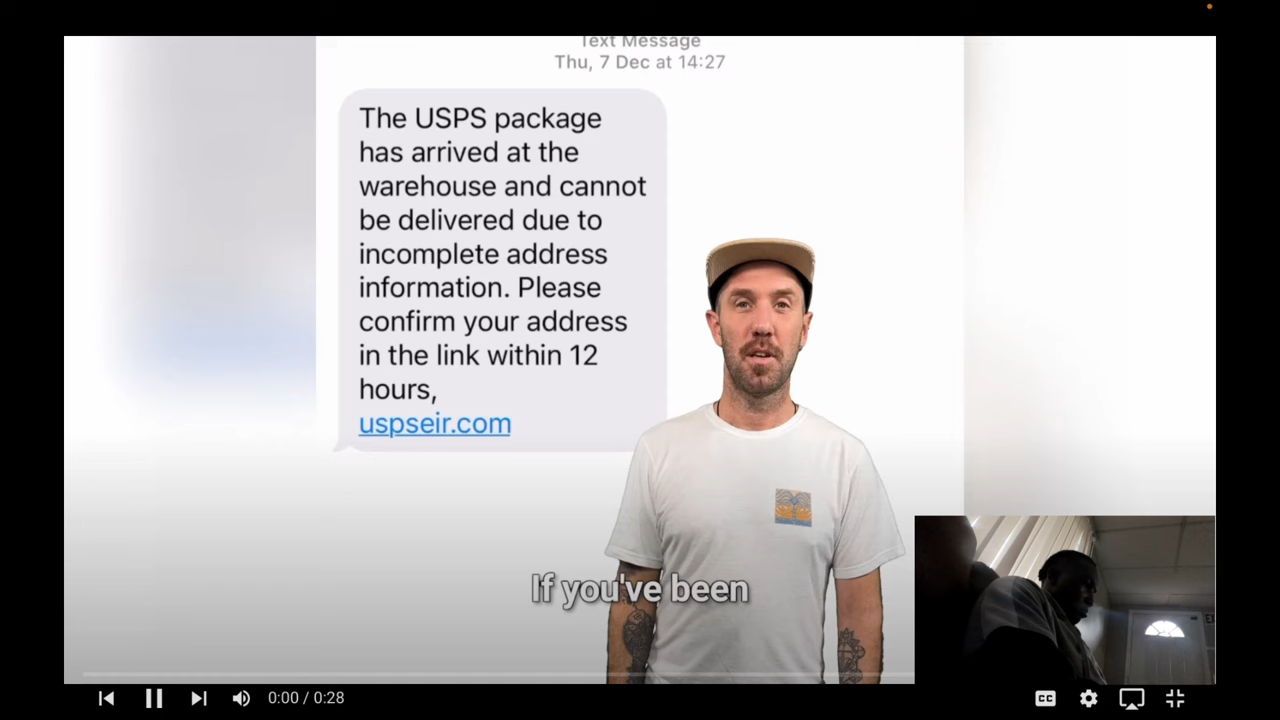 Text Message
Thu, 7 Dec at 14:27
The USPS package
has arrived at the
warehouse and cannot
be delivered due to
incomplete address
information. Please
confirm your address
in the link within 12
hours,
uspseir.com
If you've been
0:00 / 0:28
CC